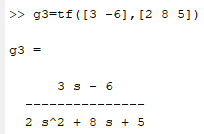 >> g3=tf([3 -6],[2 8 5])
g3 =
3 s - 6
---------------
2 s^2 + 8 s + 5